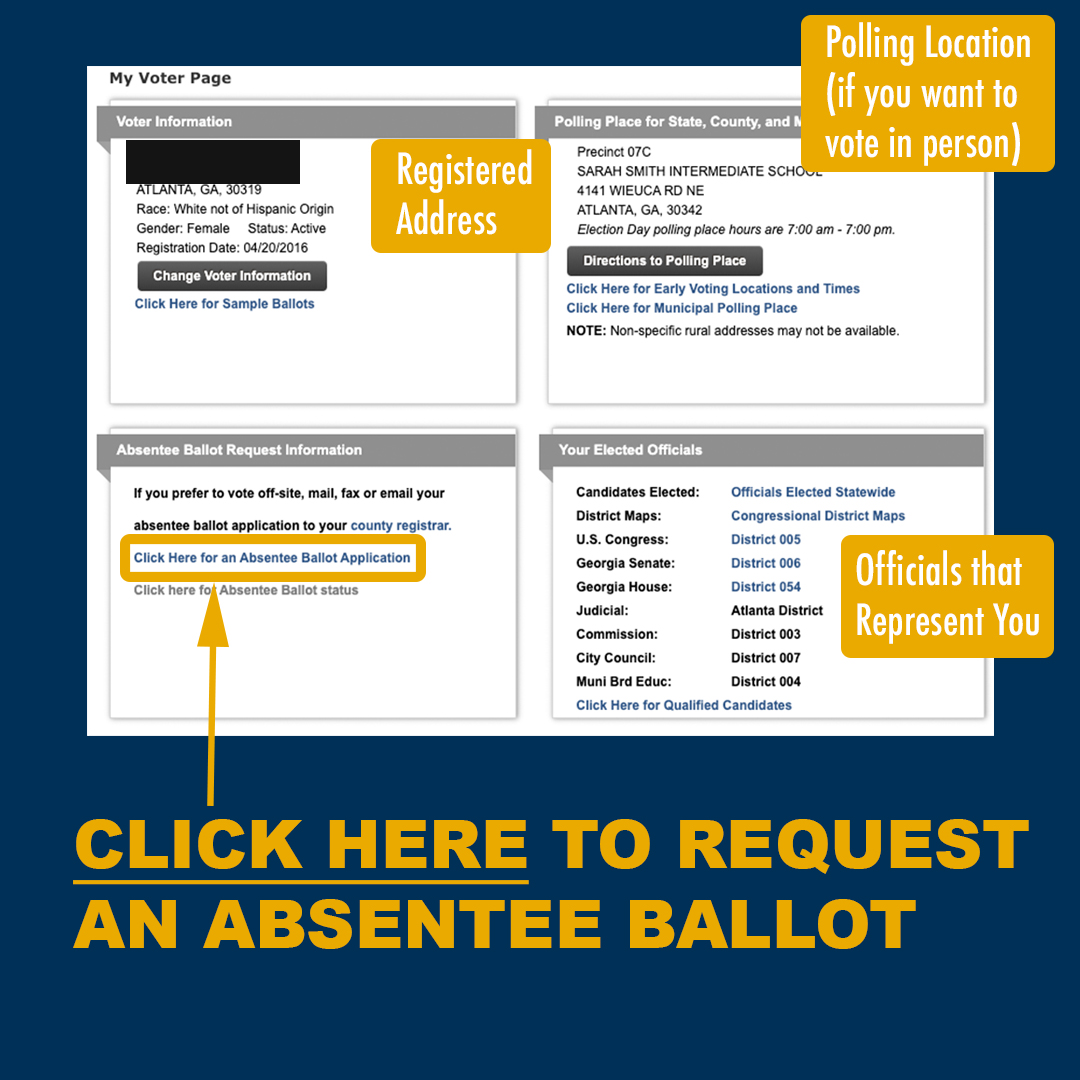 My Voter Page
Voter Information
ATLANTA, GA, 30319
Race: White not of Hispanic Origin
Gender: Female Status: Active
Registration Date: 04/20/2016
Change Voter Information
Click Here for Sample Ballots
Registered
Address
Polling Place for State, County, and
Precinct 07C
SARAH SMITH INTERMEDIATE SCHOOL
4141 WIEUCA RD NE
ATLANTA, GA, 30342
Election Day polling place hours are 7:00 am - 7:00 pm.
Directions to Polling Place
Click Here for Early Voting Locations and Times
Click Here for Municipal Polling Place
NOTE: Non-specific rural addresses may not be available.
Polling Location
(if you want to
vote in person)
Absentee Ballot Request Information
If you prefer to vote off-site, mail, fax or email your
absentee ballot application to your county registrar.
Click Here for an Absentee Ballot Application
Click here for Absentee Ballot status
Your Elected Officials
Candidates Elected: Officials Elected Statewide
District Maps: Congressional District Maps
U.S. Congress: District 005
Georgia Senate: District 006
Georgia House: District 054
Judicial: Atlanta District
Commission: District 003
City Council: District 007
Muni Brd Educ: District 004
Click Here for Qualified Candidates
Officials that
Represent You
CLICK HERE TO REQUEST
AN ABSENTEE BALLOT